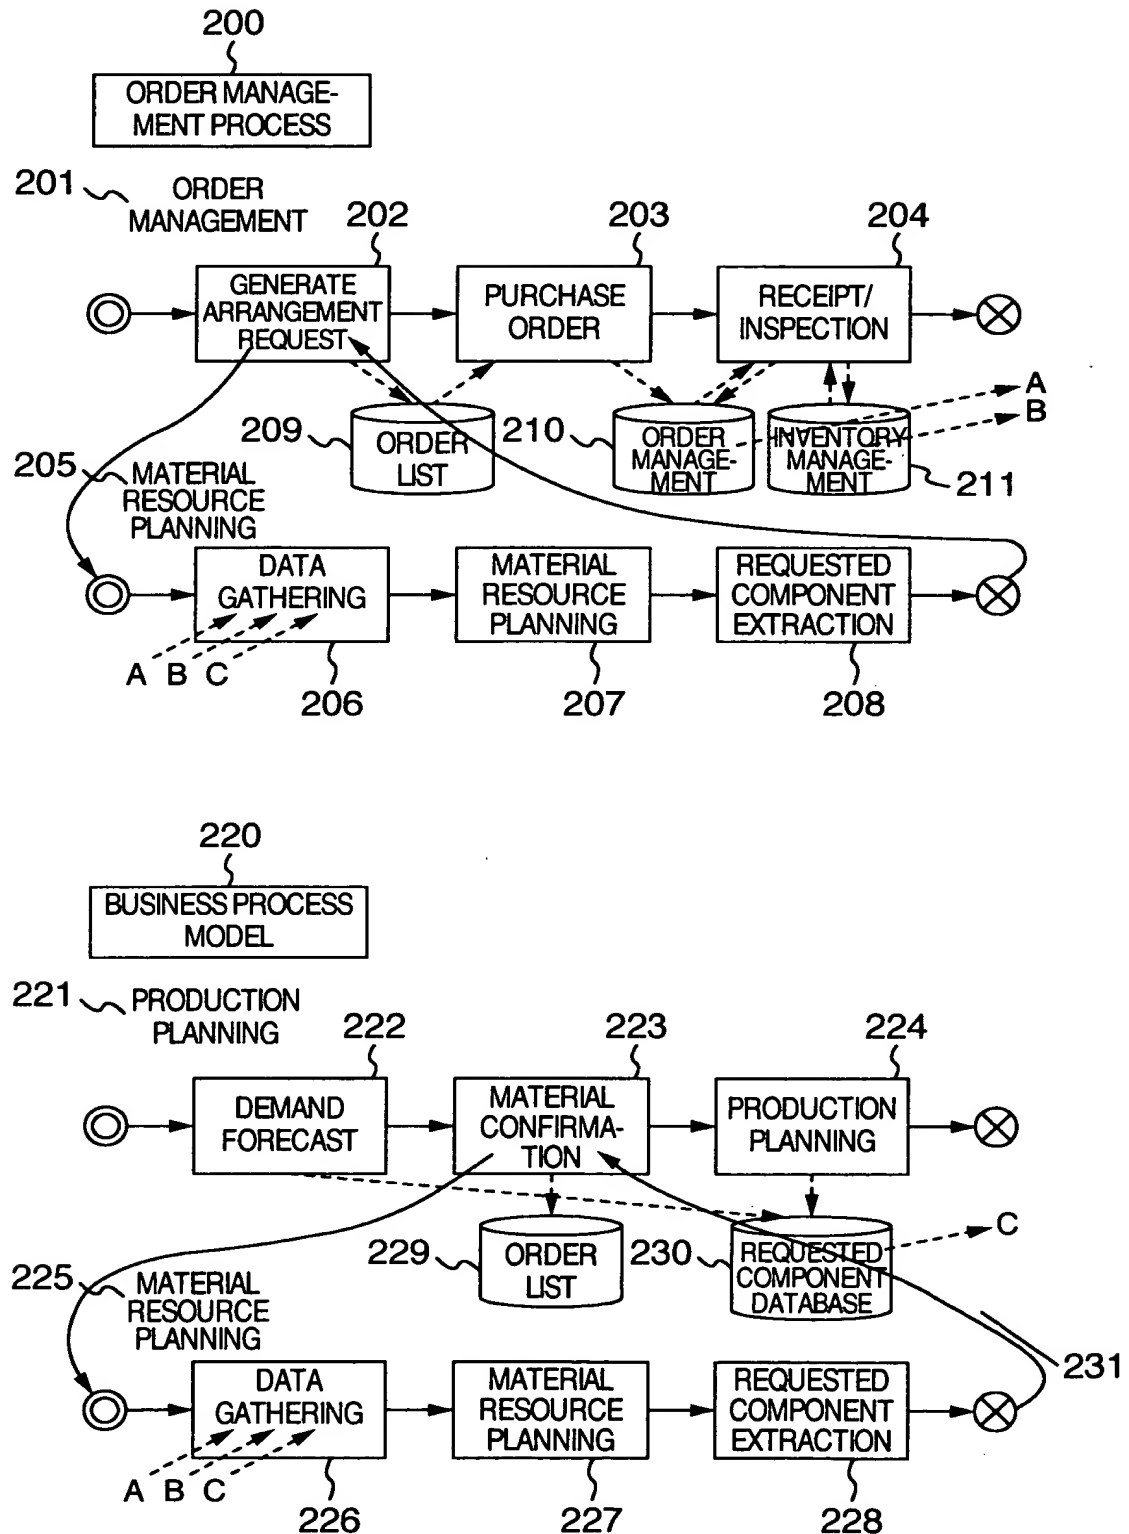 200
ORDER MANAGE-
MENT PROCESS
201
ORDER
MANAGEMENT
202
203
204
GENERATE
ARRANGEMENT
REQUEST
PURCHASE
ORDER
RECEIPT/
INSPECTION
A
B
209
ORDER
LIST
210
ORDER
MANAGE-
MENT
INVENTORY
MANAGE-
MENT
211
205
MATERIAL
RESOURCE
PLANNING
DATA
GATHERING
MATERIAL
RESOURCE
PLANNING
REQUESTED
COMPONENT
EXTRACTION
A B C
206
207
208
220
BUSINESS PROCESS
MODEL
221
PRODUCTION
PLANNING
222
223
224
DEMAND
FORECAST
MATERIAL
CONFIRMA-
TION
PRODUCTION
PLANNING
C
229
ORDER
LIST
230
REQUESTED
COMPONENT
DATABASE
225
MATERIAL
RESOURCE
PLANNING
231
DATA
GATHERING
MATERIAL
RESOURCE
PLANNING
REQUESTED
COMPONENT
EXTRACTION
A B C
226
227
228